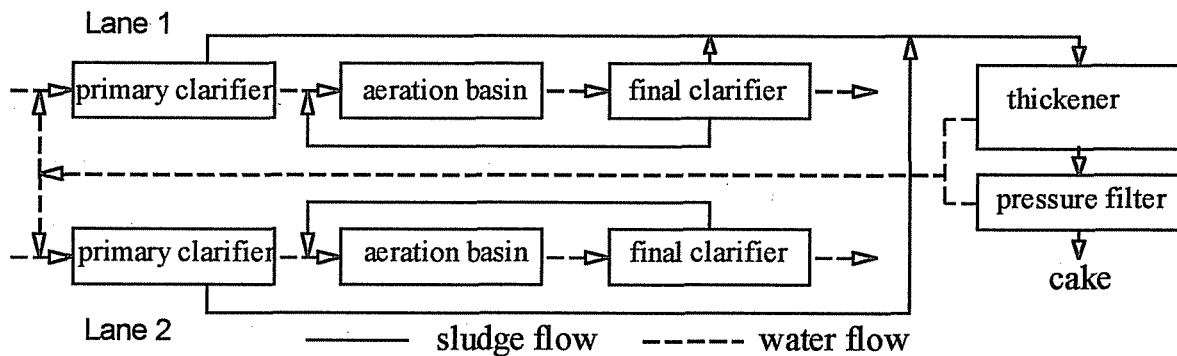 Lane 1
primary clarifier
aeration basin
final clarifier
thickener
pressure filter
primary clarifier
aeration basin
final clarifier
cake
Lane 2
sludge flow
water flow